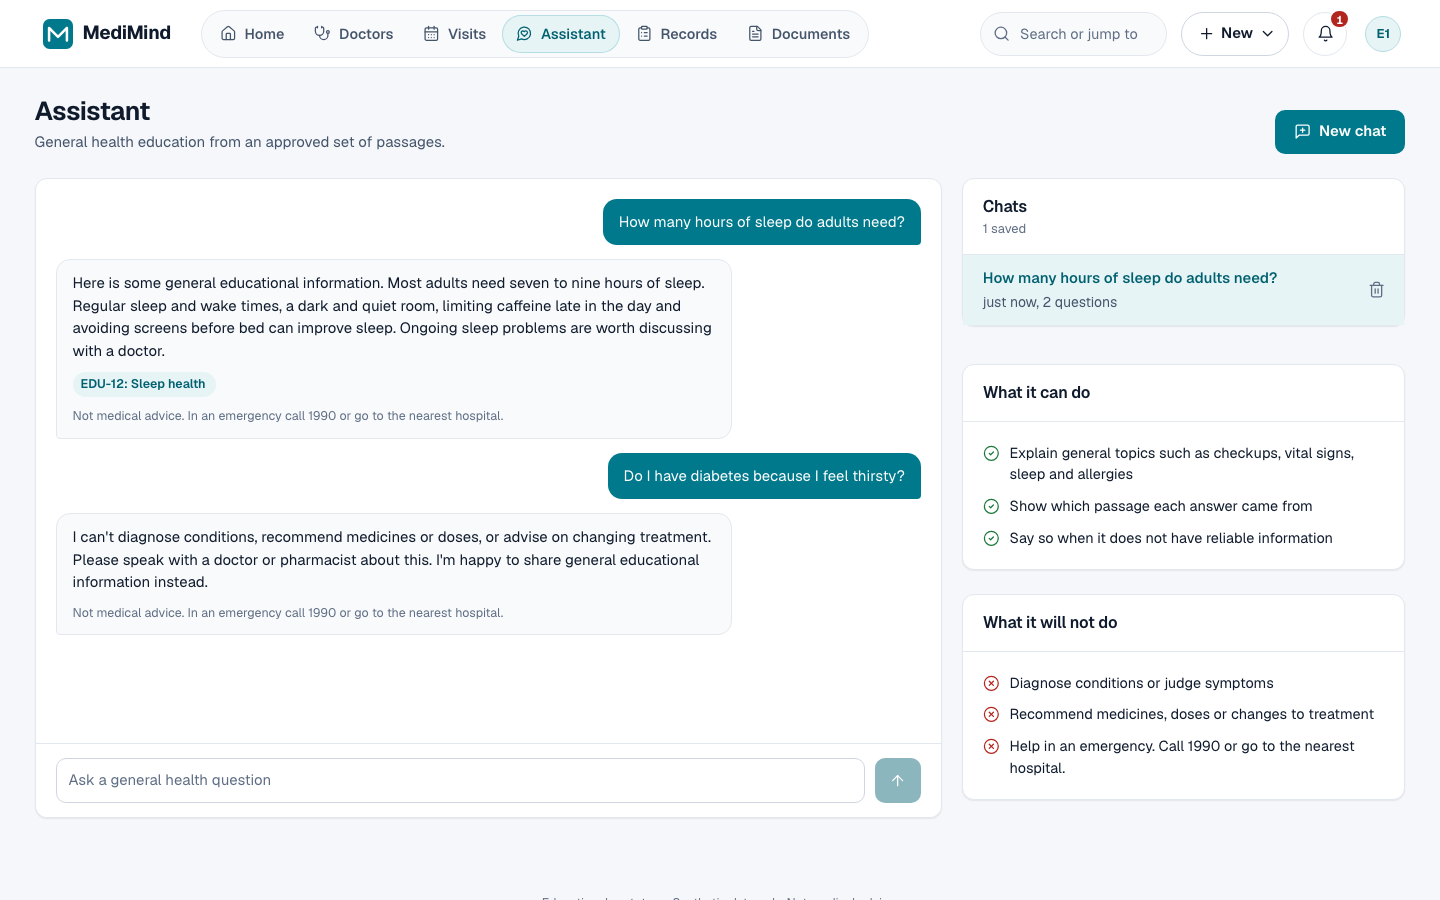 MediMind
Home
Doctors
Visits
Assistant
Records
Documents
Search or jump to
New
1
E1
Assistant
General health education from an approved set of passages.
New chat
How many hours of sleep do adults need?
Here is some general educational information. Most adults need seven to nine hours of sleep.
Regular sleep and wake times, a dark and quiet room, limiting caffeine late in the day and
avoiding screens before bed can improve sleep. Ongoing sleep problems are worth discussing
with a doctor.
EDU-12: Sleep health
Not medical advice. In an emergency call 1990 or go to the nearest hospital.
Do I have diabetes because I feel thirsty?
I can't diagnose conditions, recommend medicines or doses, or advise on changing treatment.
Please speak with a doctor or pharmacist about this. I'm happy to share general educational
information instead.
Not medical advice. In an emergency call 1990 or go to the nearest hospital.
Ask a general health question
Chats
1 saved
How many hours of sleep do adults need?
just now, 2 questions
What it can do
Explain general topics such as checkups, vital signs,
sleep and allergies
Show which passage each answer came from
Say so when it does not have reliable information
What it will not do
Diagnose conditions or judge symptoms
Recommend medicines, doses or changes to treatment
Help in an emergency. Call 1990 or go to the nearest
hospital.